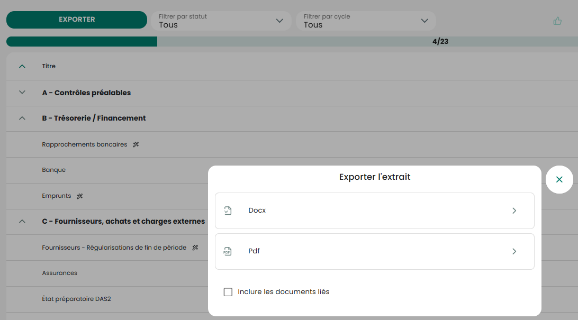 EXPORTER
Filtrer par statut
Tous
Filtrer par cycle
Tous
4/23
Titre
A - Contrôles préalables
B - Trésorerie / Financement
Rapprochements bancaires
Banque
Emprunts
C - Fournisseurs, achats et charges externes
Fournisseurs - Régularisations de fin de période
Assurances
Etat préparatoire DAS2
Exporter l'extrait
Docx
Pdf
Inclure les documents liés